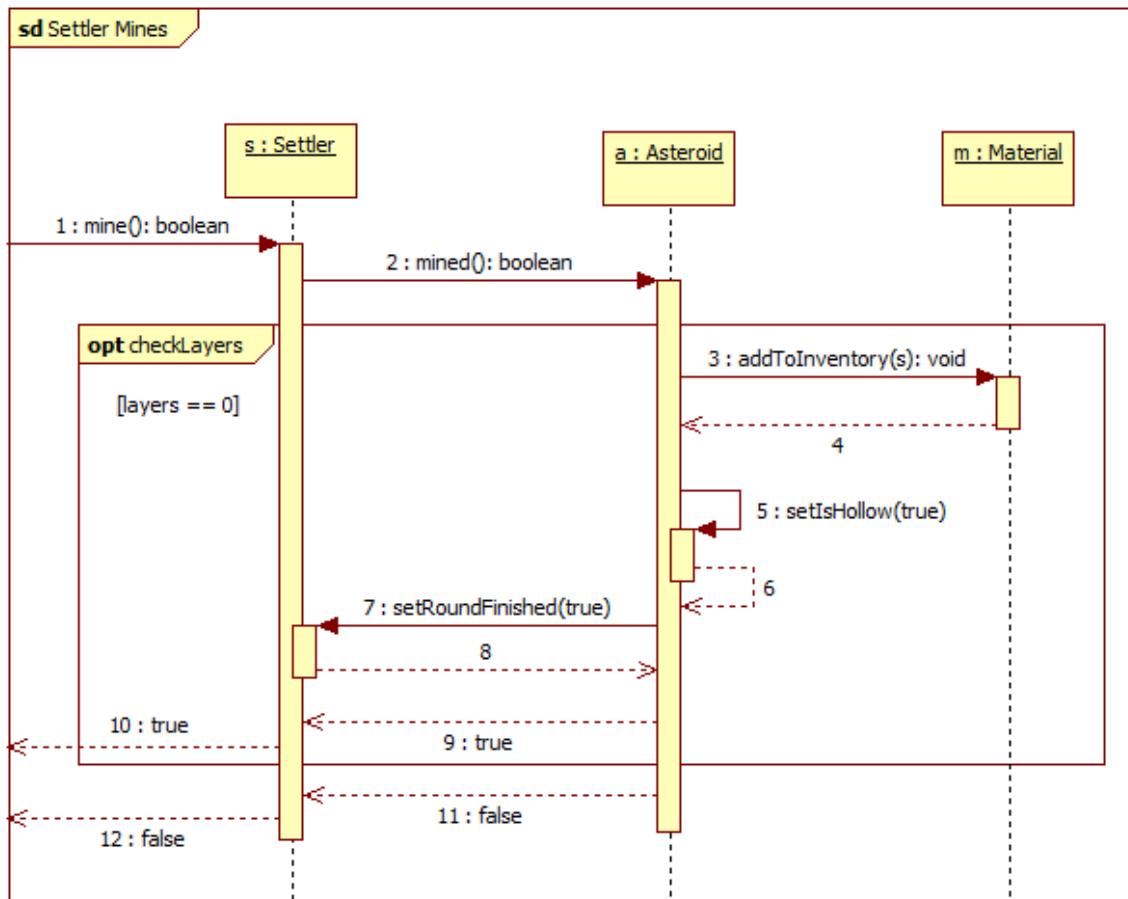 sd Settler Mines
s : Settler
a : Asteroid
m : Material
1 : mine(): boolean
2 : mined(): boolean
opt checkLayers
3 : addToInventory(s): void
[layers == 0]
4
5 : setIsHollow(true)
6
7 : setRoundFinished(true)
8
10 : true
9 : true
11 : false
12 : false